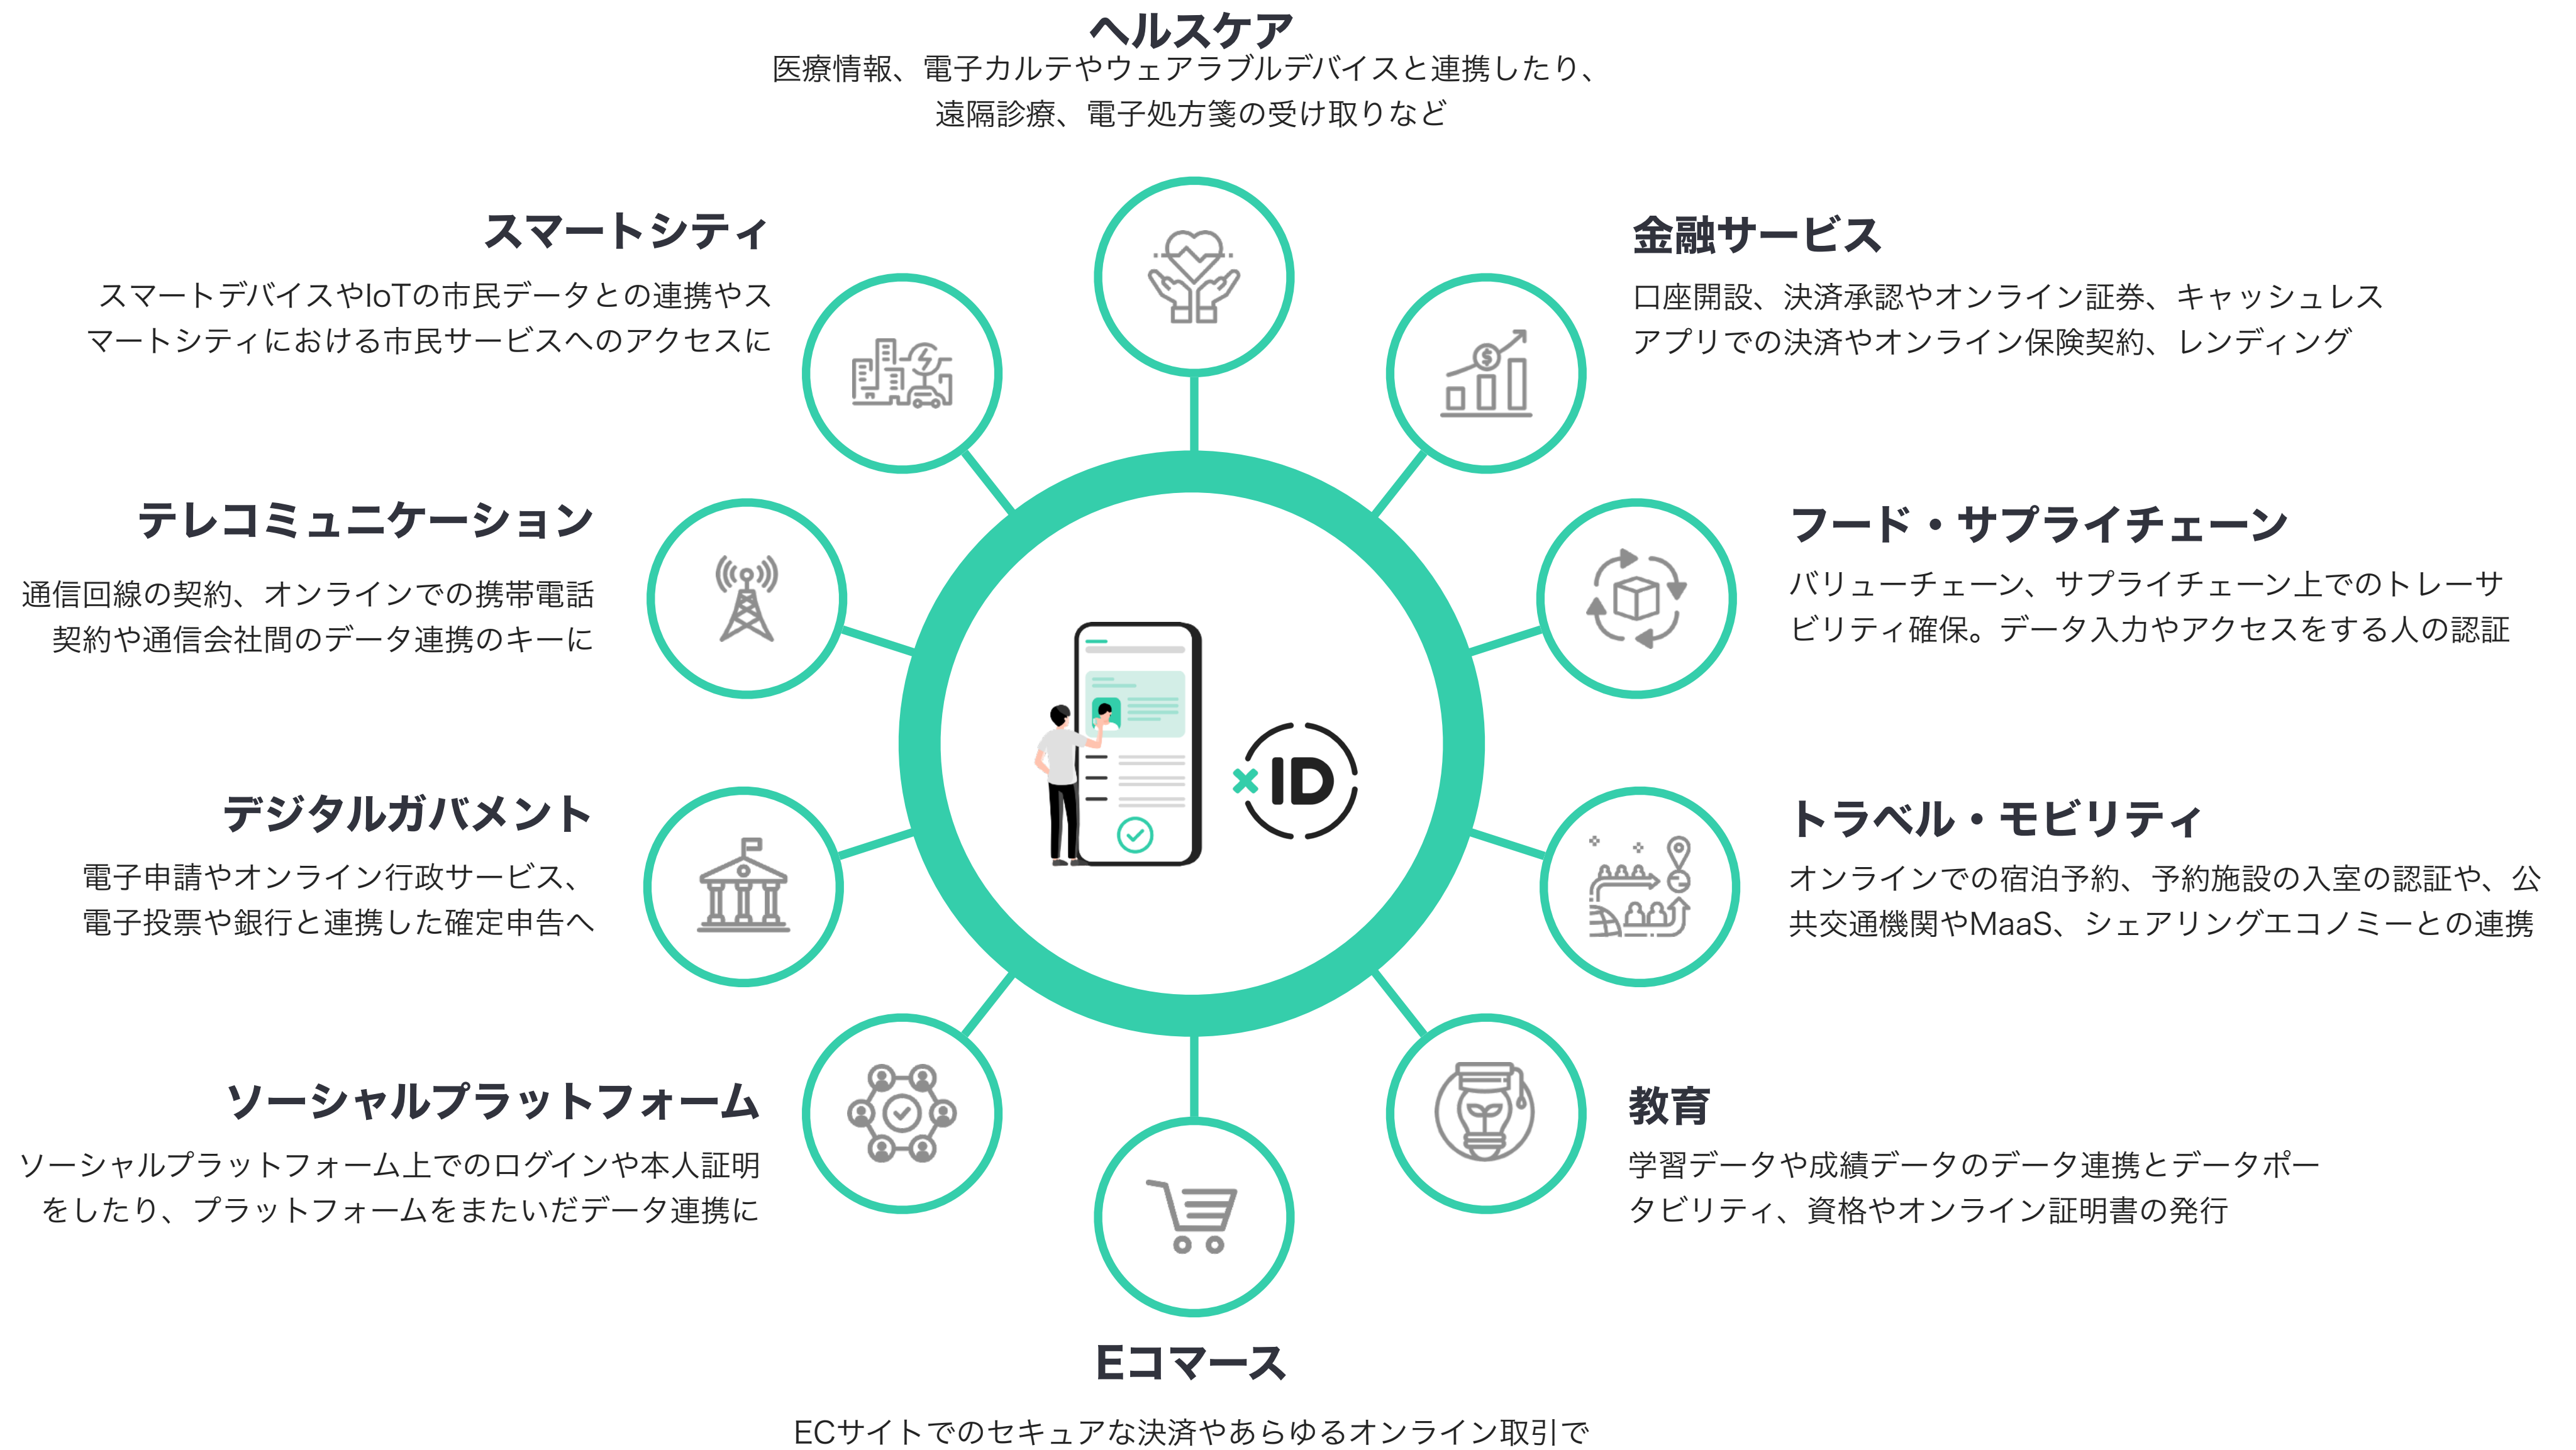 ヘルスケア
医療情報、電子カルテやウェアラブルデバイスと連携したり、
遠隔診療、電子処方箋の受け取りなど
スマートシティ
スマートデバイスやIoTの市民データとの連携やス
マートシティにおける市民サービスへのアクセスに
金融サービス
口座開設、決済承認やオンライン証券、キャッシュレス
アプリでの決済やオンライン保険契約、レンディング
テレコミュニケーション
通信回線の契約、オンラインでの携帯電話
契約や通信会社間のデータ連携のキーに
フード・サプライチェーン
バリューチェーン、サプライチェーン上でのトレーサ
ビリティ確保。データ入力やアクセスをする人の認証
×ID
デジタルガバメント
電子申請やオンライン行政サービス、
電子投票や銀行と連携した確定申告へ
トラベル・モビリティ
オンラインでの宿泊予約、予約施設の入室の認証や、公
共交通機関やMaaS、シェアリングエコノミーとの連携
ソーシャルプラットフォーム
ソーシャルプラットフォーム上でのログインや本人証明
をしたり、プラットフォームをまたいだデータ連携に
教育
学習データや成績データのデータ連携とデータポー
タビリティ、資格やオンライン証明書の発行
Eコマース
ECサイトでのセキュアな決済やあらゆるオンライン取引で